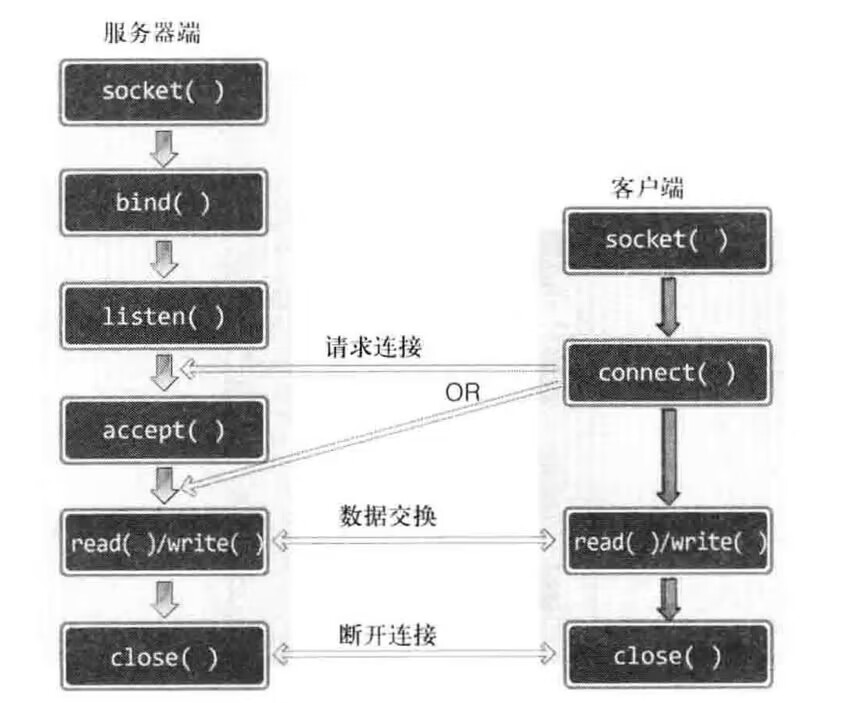 服务器端
socket( )
bind( )
listen( )
accept( )
read( )/write( )
close( )
客户端
socket( )
connect( )
read( )/write( )
close( )
请求连接
OR
数据交换
断开连接